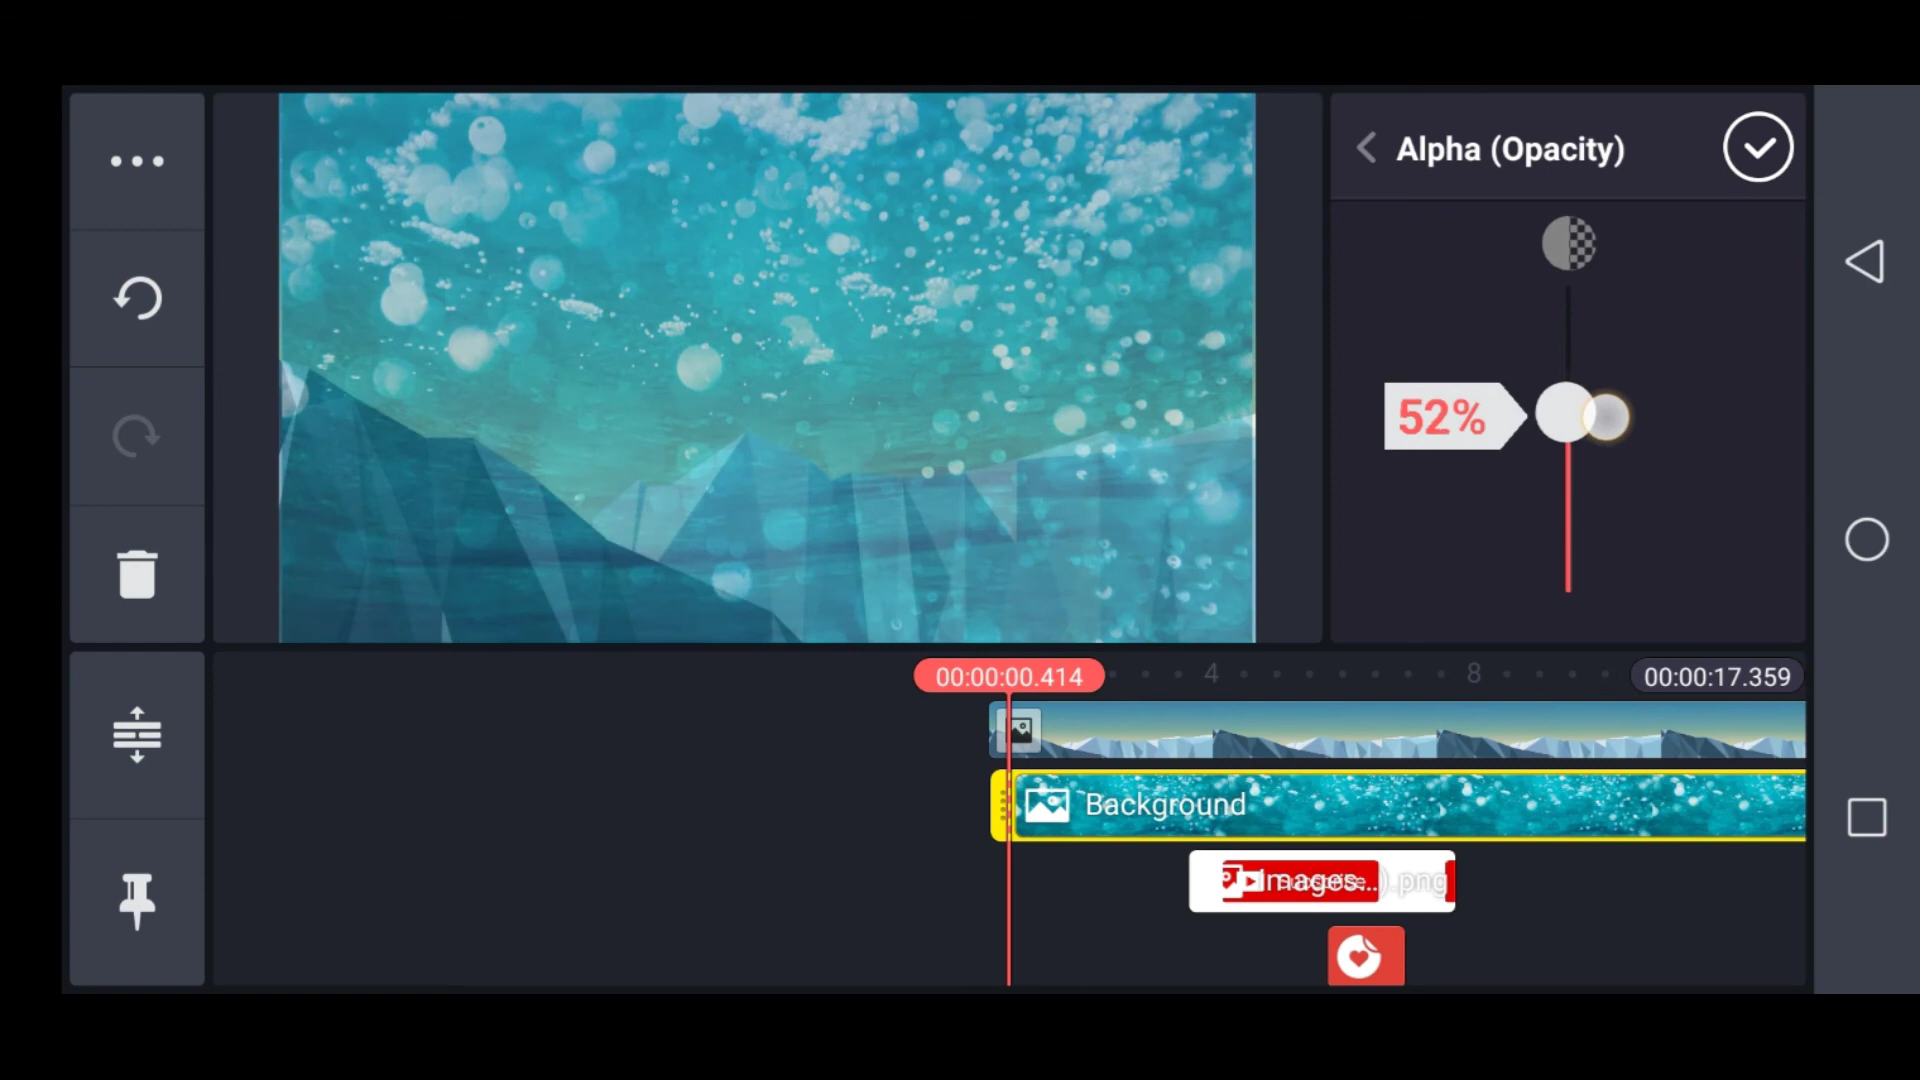 Alpha (Opacity)
52%
00:00:00.414
4
8
00:00:17.359
Background
Images...).png